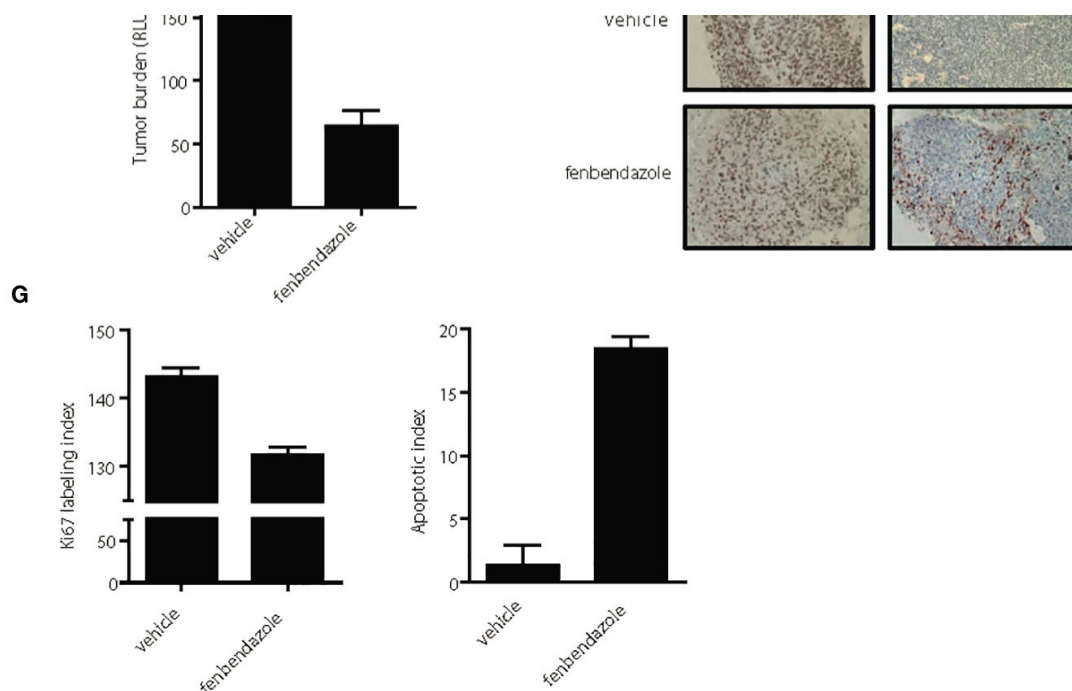 150
100
50
0
Tumor burden (RLU
vehicle
fenbendazole
vehicle
fenbendazole
G
150
140
130
50
0
Ki67 labeling index
vehicle
fenbendazole
20
15
10
5
0
Apoptotic index
vehicle
fenbendazole